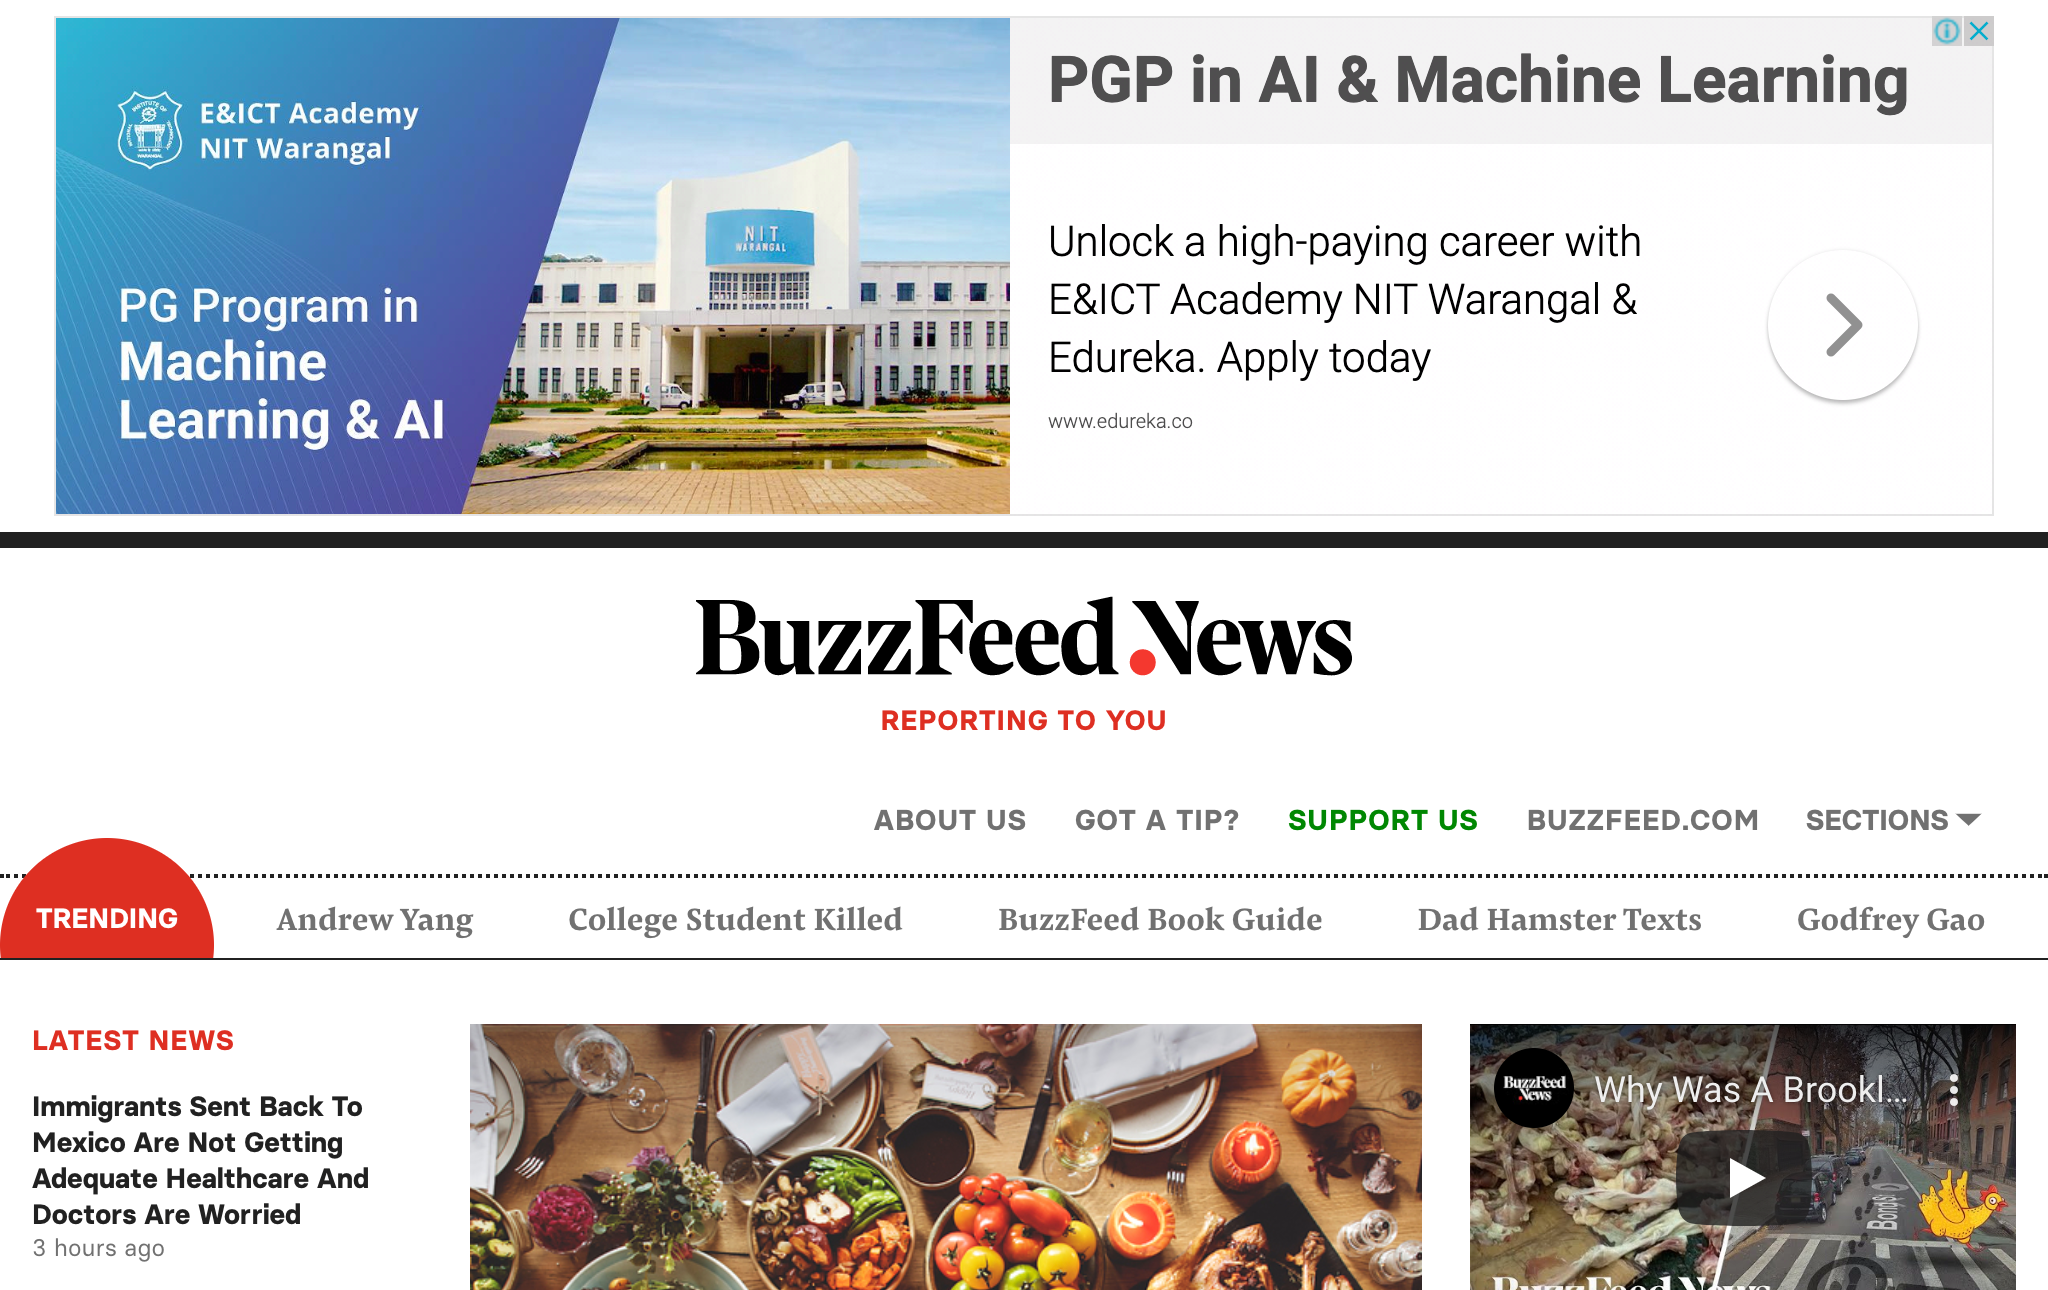 E&ICT Academy
NIT Warangal
PG Program in
Machine
Learning & AI
NIT
WARANGAL
PGP in AI & Machine Learning
Unlock a high-paying career with
E&ICT Academy NIT Warangal &
Edureka. Apply today
www.edureka.co
BuzzFeed News
REPORTING TO YOU
ABOUT US GOT A TIP? SUPPORT US BUZZFEED.COM SECTIONS
TRENDING Andrew Yang College Student Killed BuzzFeed Book Guide Dad Hamster Texts Godfrey Gao
LATEST NEWS
Immigrants Sent Back To
Mexico Are Not Getting
Adequate Healthcare And
Doctors Are Worried
3 hours ago
BuzzFeed
News
Why Was A Brookl...
BuzzFeed News